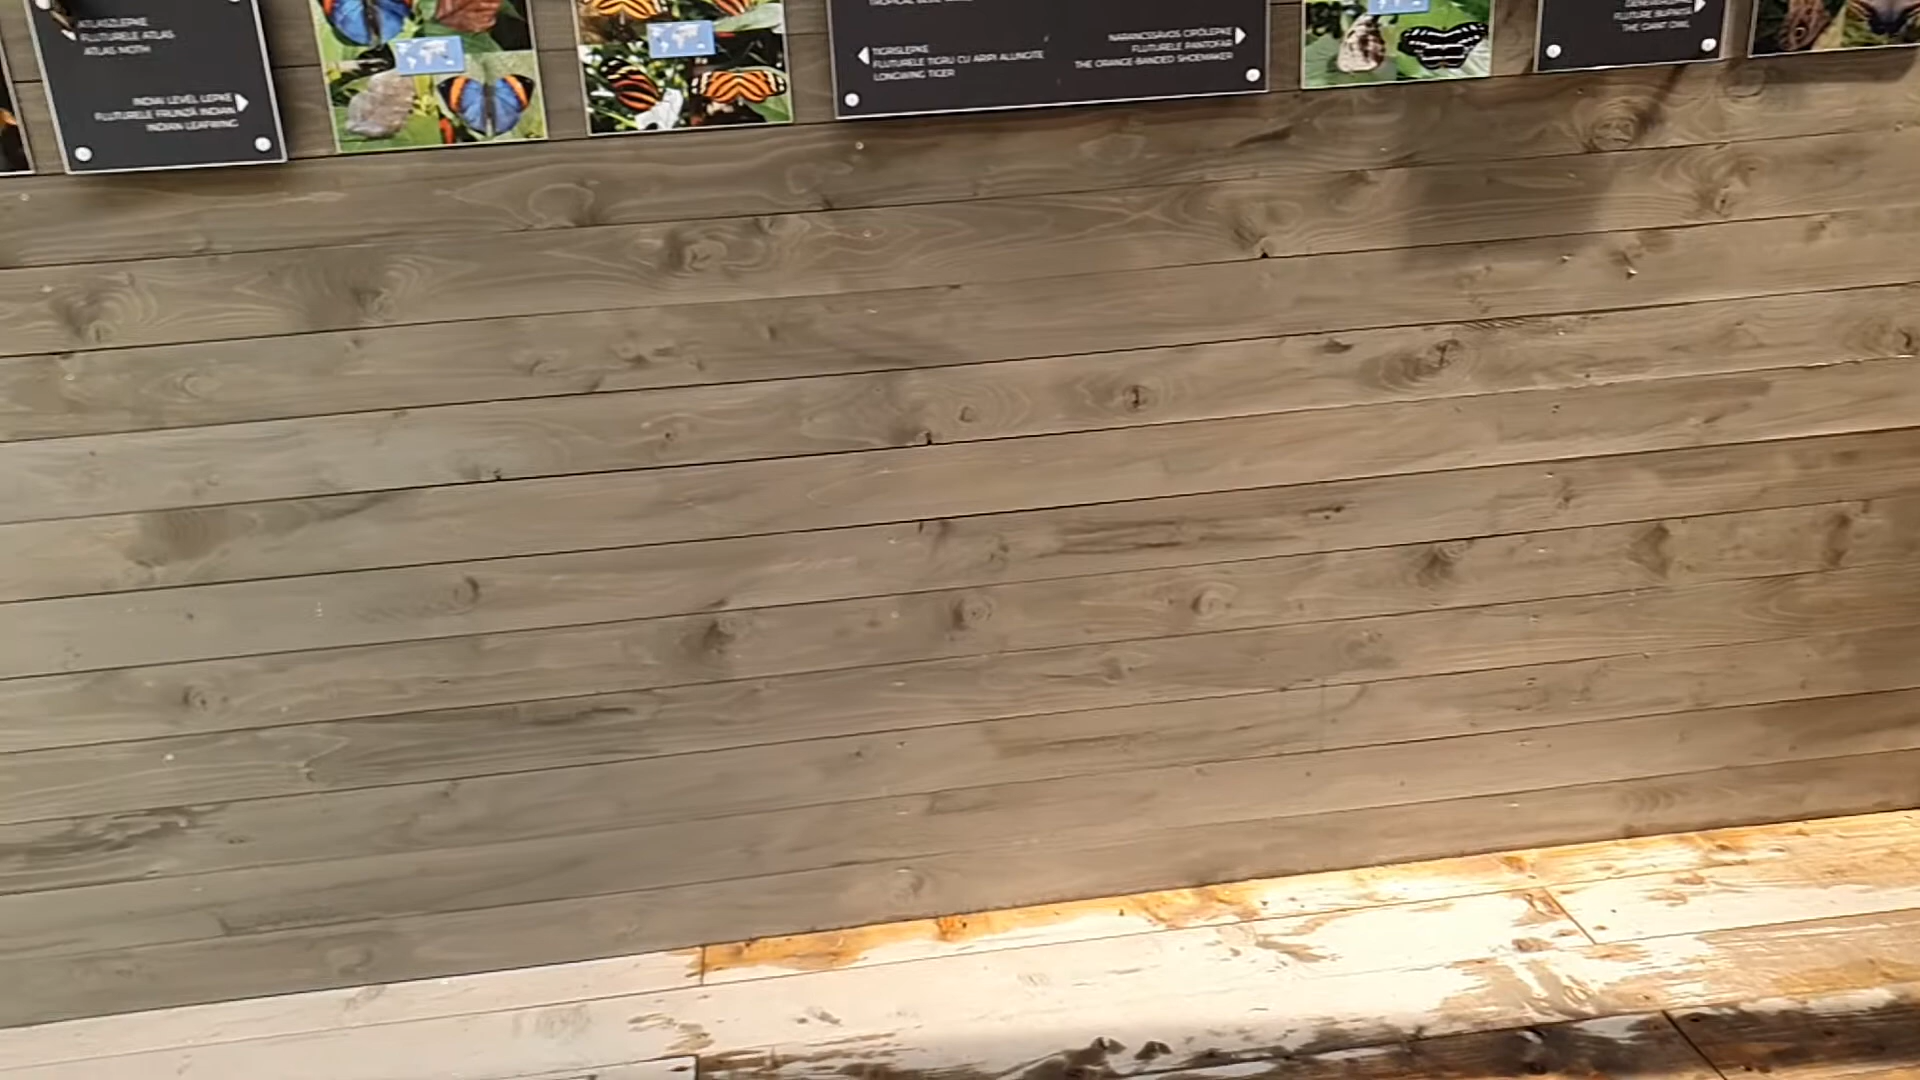 ATLASZLEPKE
FLUTURELE ATLAS
ATLAS MOTH
INDIAI LEVÉL LEPKE
FLUTURELE FRUNZĂ INDIAN
INDIAN LEAFWING
TIGRISLEPKE
FLUTURELE TIGRU CU ARIPI ALUNGITE
LONGWING TIGER
NARANCSSÁVOS CIPŐLEPKE
FLUTURELE PANTOFAR
THE ORANGE-BANDED SHOEMAKER
THE GIANT OWL